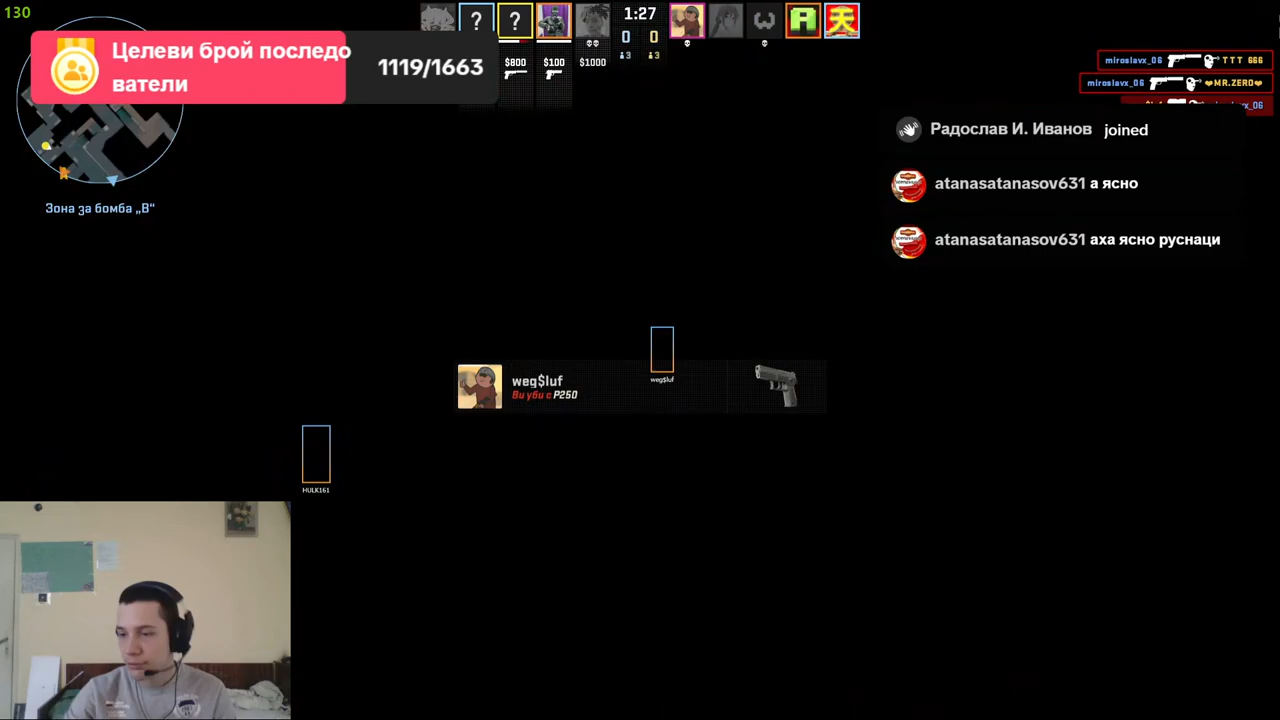 130
1:27
0 0
3 3
$800 $100 $1000
Целеви брой последо
ватели
1119/1663
Зона за бомба „B“
miroslavx_06 TTT 666
miroslavx_06 ❤MR.ZERO❤
Радослав И. Иванов joined
atanasatanasov631 а ясно
atanasatanasov631 аха ясно руснаци
weg$luf
Ви уби с P250
weg$luf
HULK161